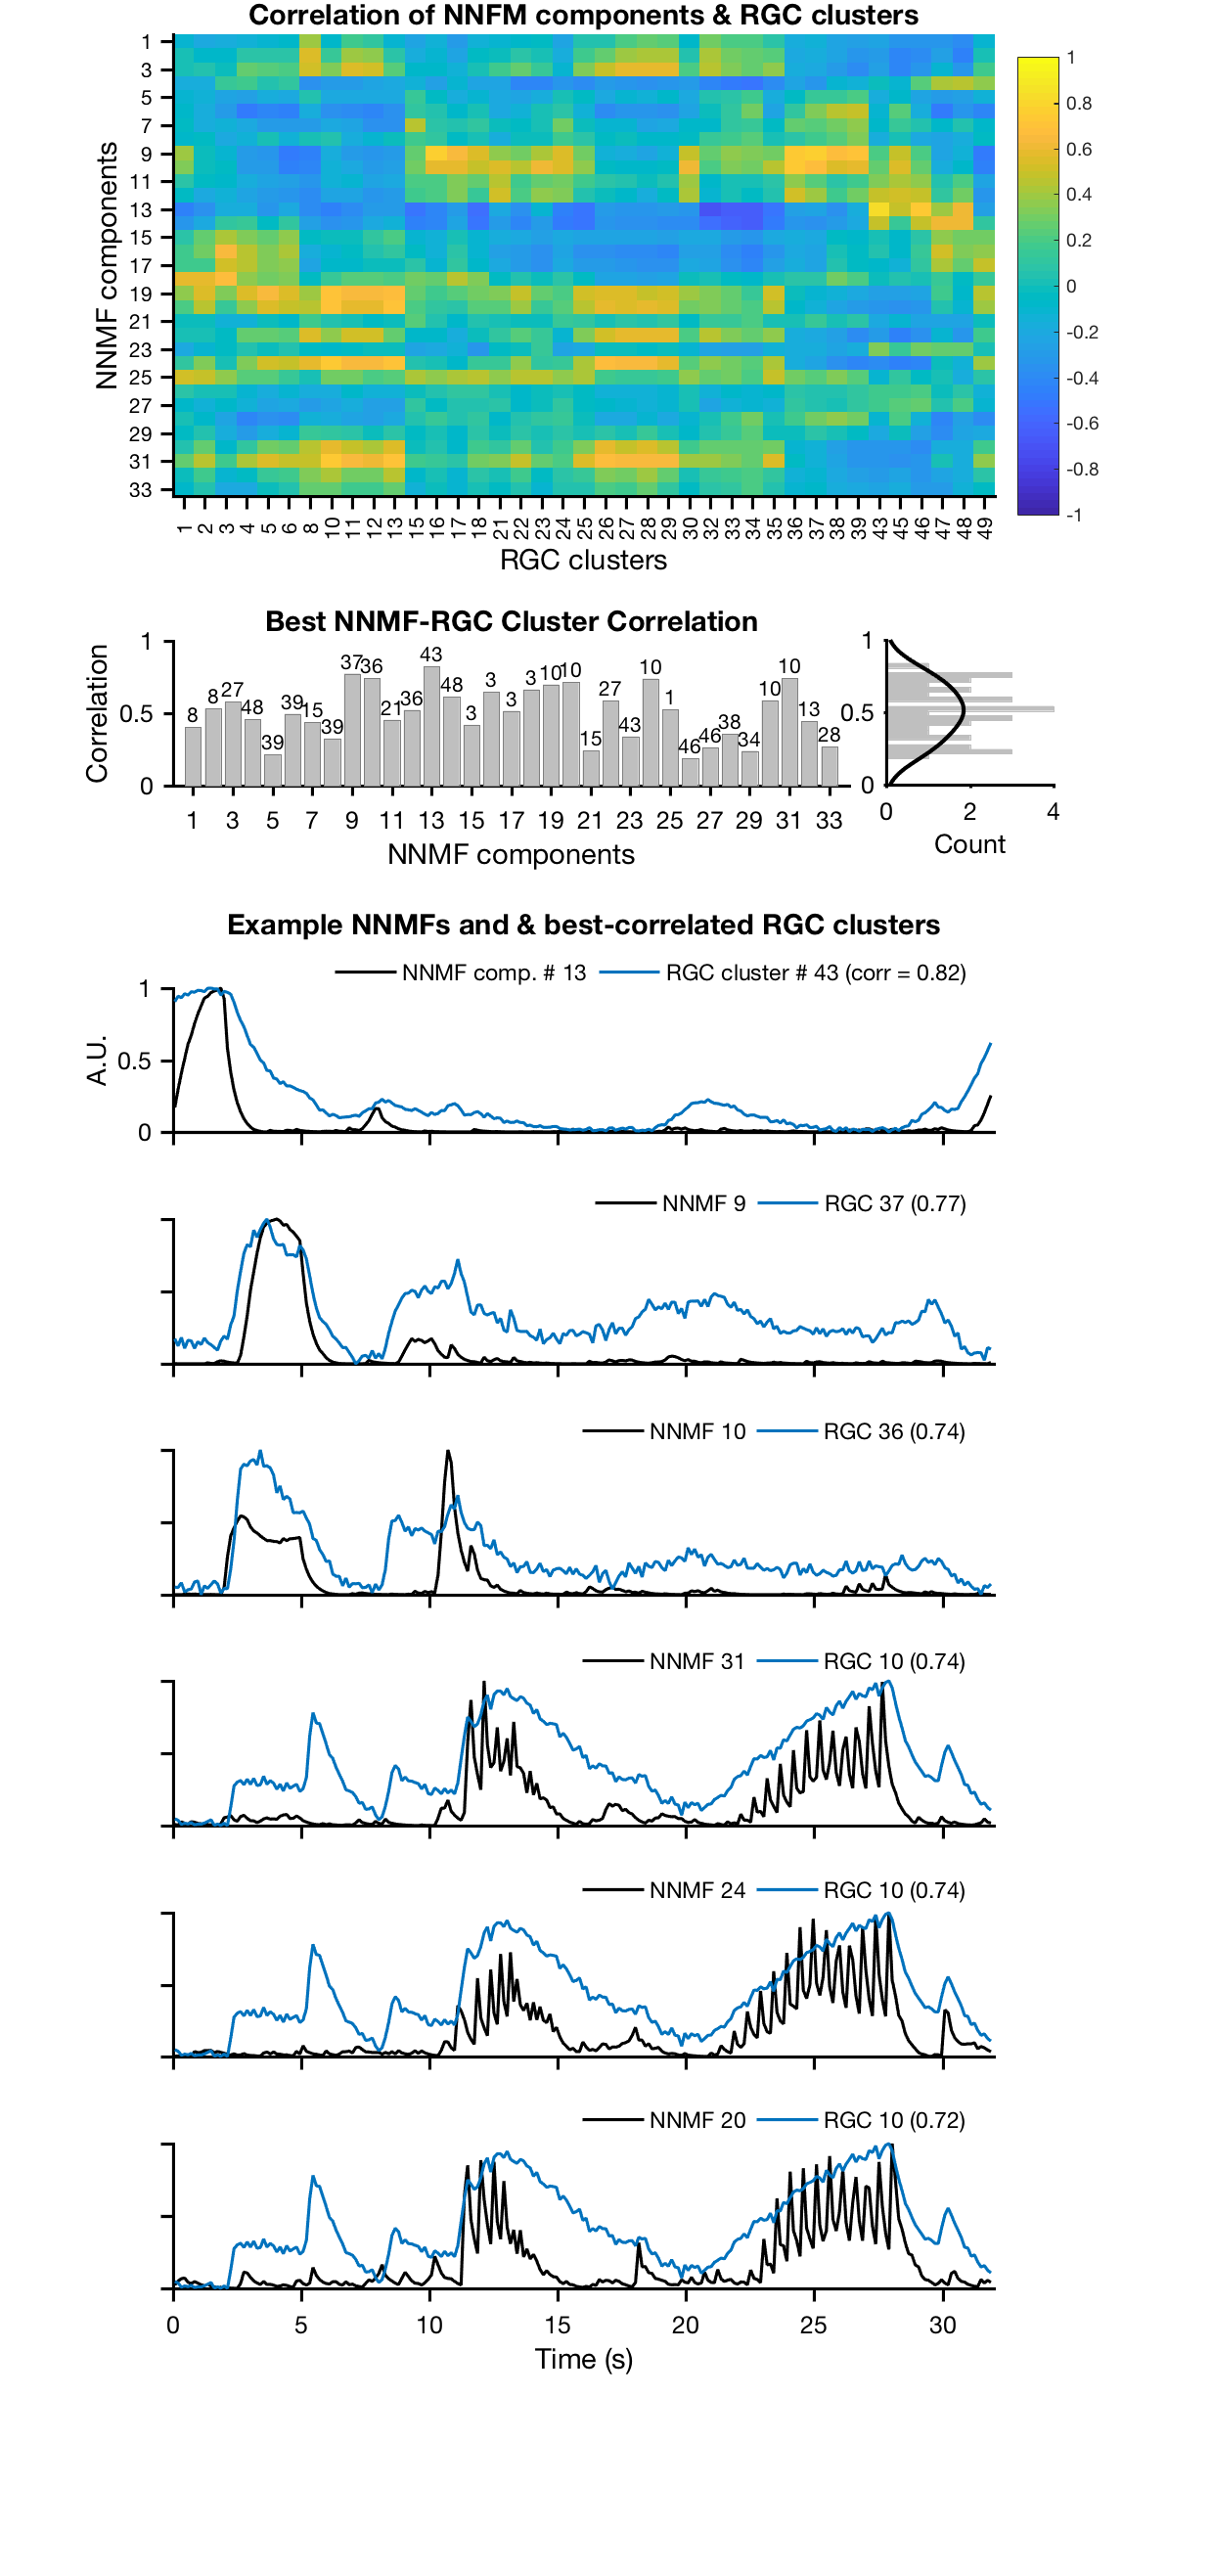 Correlation of NNFM components & RGC clusters
NNMF components
1
3
5
7
9
11
13
15
17
19
21
23
25
27
29
31
33
1 2 3 4 5 6 8 10 11 12 13 15 16 17 18 21 22 23 24 25 26 27 28 29 30 32 33 34 35 36 37 38 39 43 45 46 47 48 49
RGC clusters
1
0.8
0.6
0.4
0.2
0
-0.2
-0.4
-0.6
-0.8
-1
Best NNMF-RGC Cluster Correlation
Correlation
1
0.5
0
8 8 27 48 39 39 15 39 37 36 21 36 43 48 3 3 3 3 10 10 15 27 43 10 1 46 46 38 34 10 10 13 28
1 3 5 7 9 11 13 15 17 19 21 23 25 27 29 31 33
NNMF components
1
0.5
0
0 2 4
Count
Example NNMFs and & best-correlated RGC clusters
NNMF comp. # 13 RGC cluster # 43 (corr = 0.82)
A.U.
1
0.5
0
NNMF 9 RGC 37 (0.77)
NNMF 10 RGC 36 (0.74)
NNMF 31 RGC 10 (0.74)
NNMF 24 RGC 10 (0.74)
NNMF 20 RGC 10 (0.72)
0 5 10 15 20 25 30
Time (s)